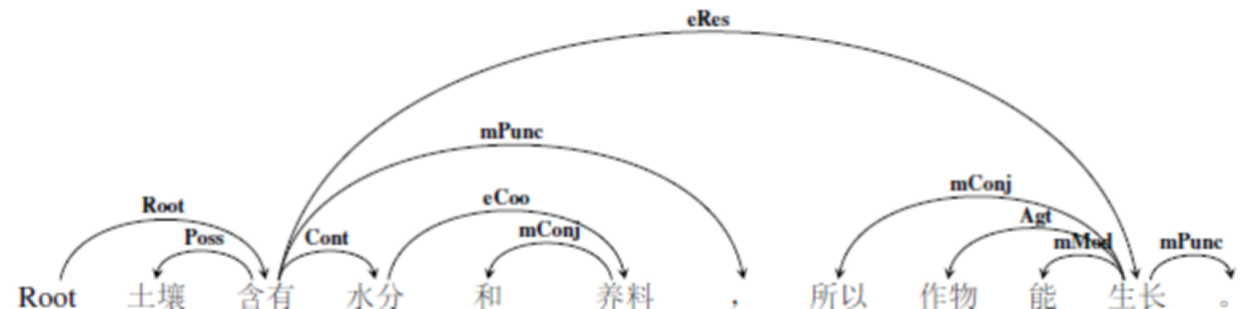 eRes
mPunc
mConj
eCoo
Root
Agt
mConj
Poss
Cont
mMod
mPunc
Root 土壤 含有 水分 和 养料 ， 所以 作物 能 生长 。